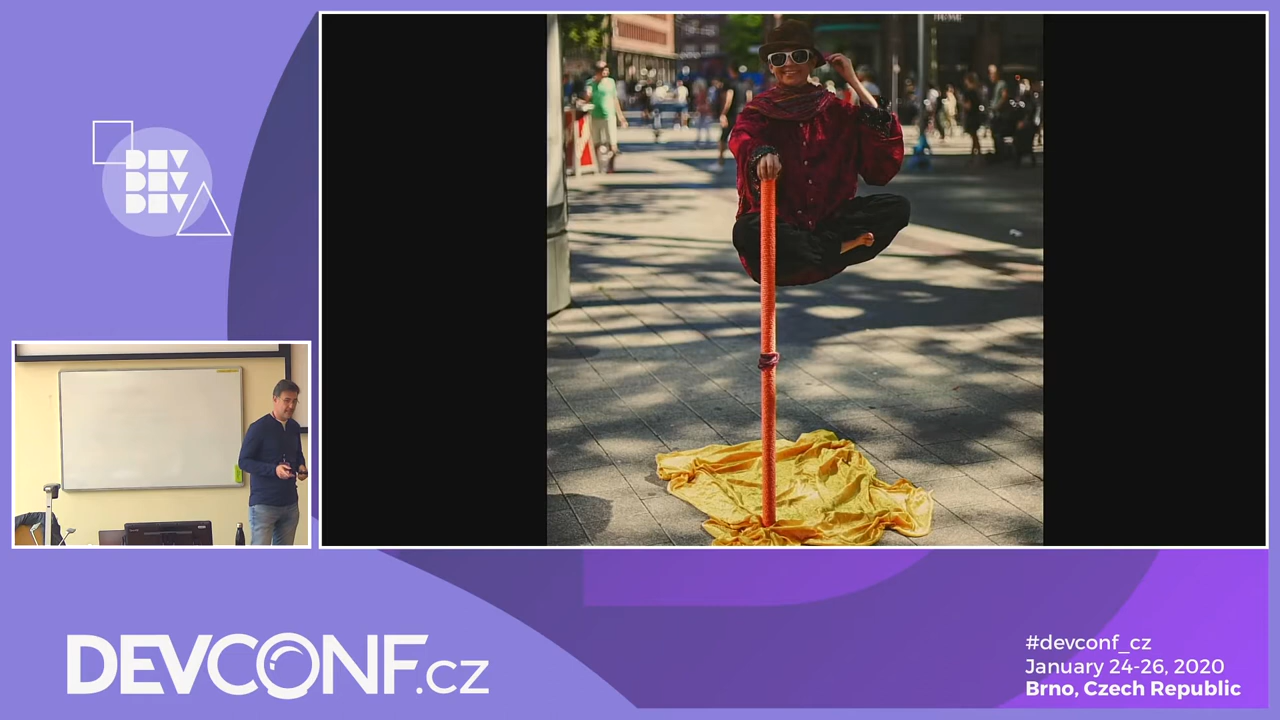 DEV
DEV
DEV
DEVCONF.cz
#devconf_cz
January 24-26, 2020
Brno, Czech Republic